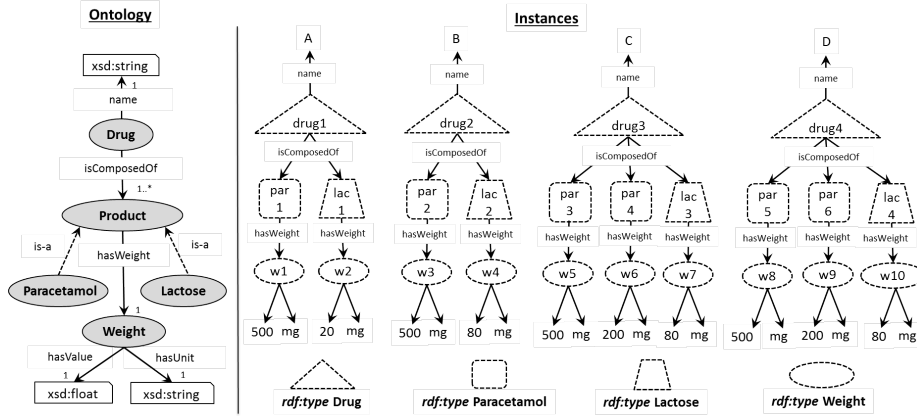 Ontology
xsd:string
1
name
Drug
isComposedOf
1..*
Product
is-a
hasWeight
is-a
Paracetamol
Lactose
1
Weight
hasValue
hasUnit
1
1
xsd:float
xsd:string
Instances
A
name
drug1
isComposedOf
par
1
lac
1
hasWeight
hasWeight
w1
w2
500 mg
20 mg
B
name
drug2
isComposedOf
par
2
lac
2
hasWeight
hasWeight
w3
w4
500 mg
80 mg
C
name
drug3
isComposedOf
par
3
par
4
lac
3
hasWeight
hasWeight
hasWeight
w5
w6
w7
500 mg
200 mg
80 mg
D
name
drug4
isComposedOf
par
5
par
6
lac
4
hasWeight
hasWeight
hasWeight
w8
w9
w10
500 mg
200 mg
80 mg
rdf:type Drug
rdf:type Paracetamol
rdf:type Lactose
rdf:type Weight